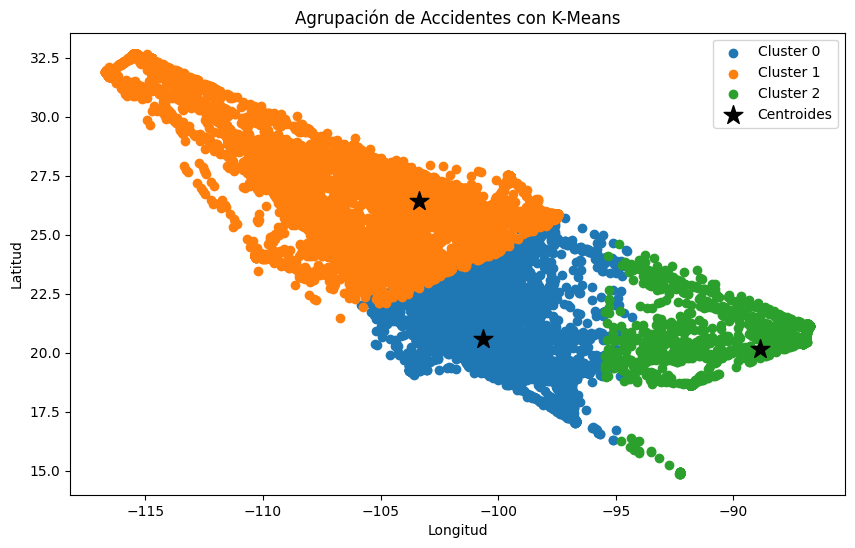 Agrupación de Accidentes con K-Means
Cluster 0
Cluster 1
Cluster 2
Centroides
Latitud
32.5
30.0
27.5
25.0
22.5
20.0
17.5
15.0
−115
−110
−105
−100
−95
−90
Longitud